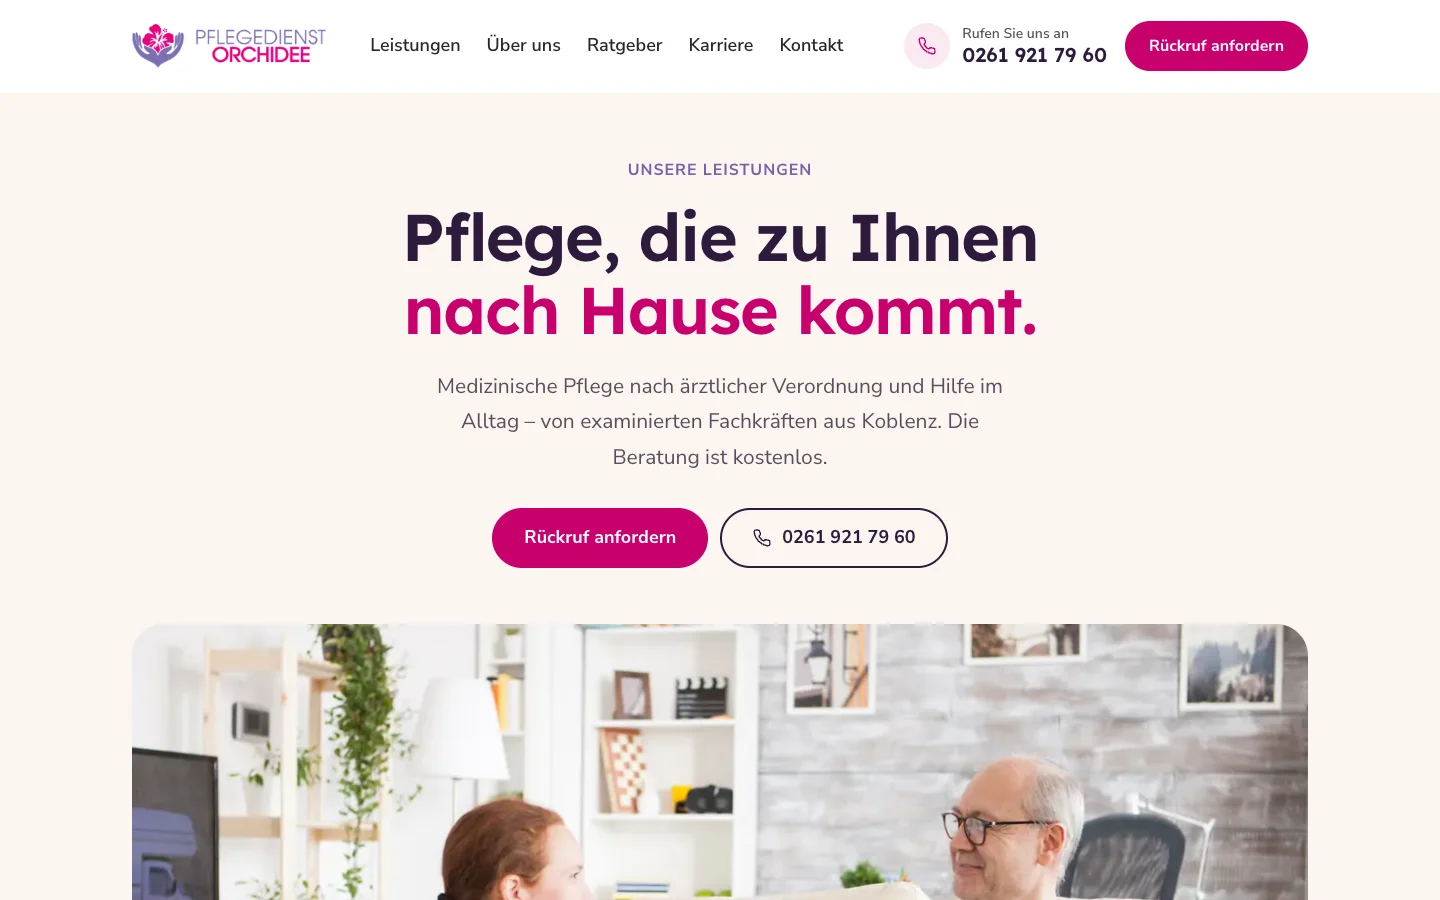 PFLEGEDIENST
ORCHIDEE
Leistungen
Über uns
Ratgeber
Karriere
Kontakt
Rufen Sie uns an
0261 921 79 60
Rückruf anfordern
UNSERE LEISTUNGEN
Pflege, die zu Ihnen
nach Hause kommt.
Medizinische Pflege nach ärztlicher Verordnung und Hilfe im
Alltag – von examinierten Fachkräften aus Koblenz. Die
Beratung ist kostenlos.
Rückruf anfordern
0261 921 79 60